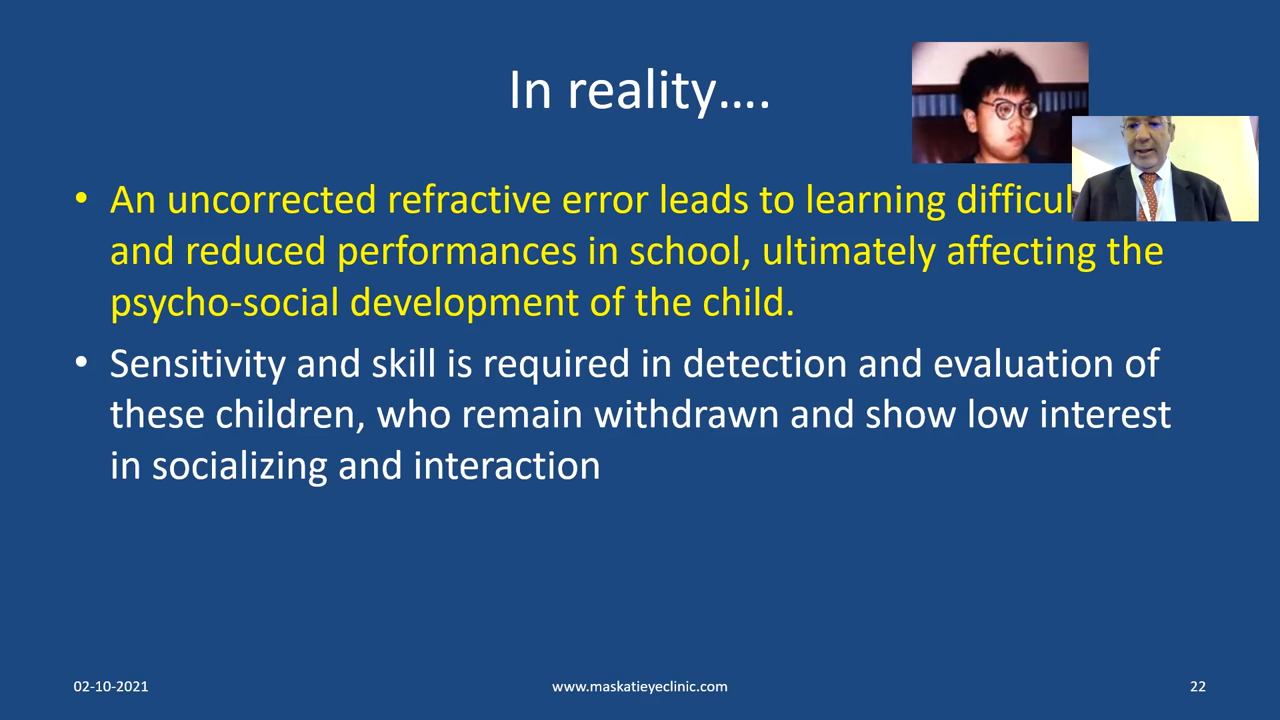 In reality….
• An uncorrected refractive error leads to learning
and reduced performances in school, ultimately affecting the
psycho-social development of the child.
• Sensitivity and skill is required in detection and evaluation of
these children, who remain withdrawn and show low interest
in socializing and interaction
02-10-2021
www.maskatieyeclinic.com
22